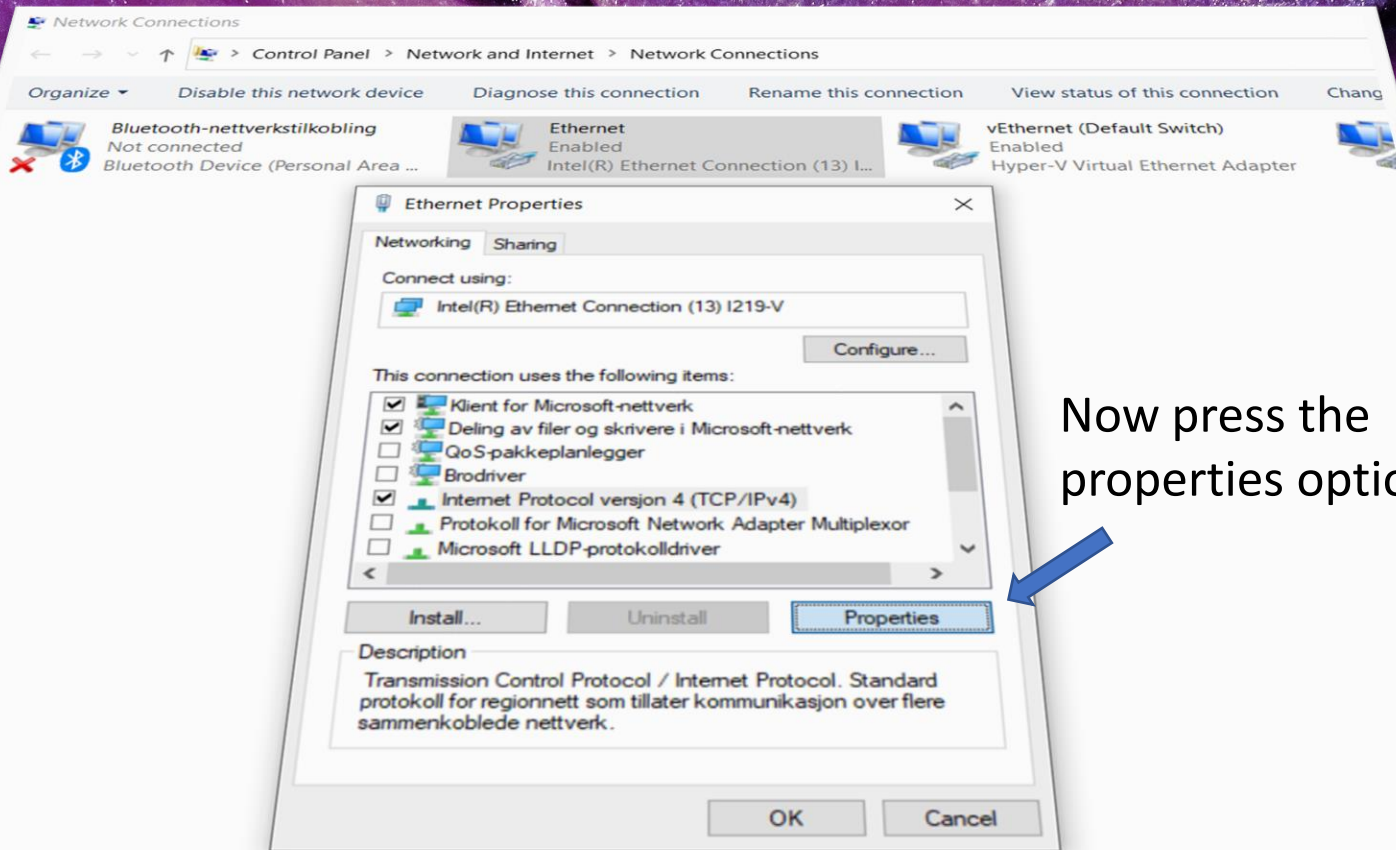 Network Connections
Control Panel > Network and Internet > Network Connections
Organize Disable this network device Diagnose this connection Rename this connection View status of this connection Chang
Bluetooth-nettverkstilkobling
Not connected
Bluetooth Device (Personal Area ...
Ethernet
Enabled
Intel(R) Ethernet Connection (13) I...
vEthernet (Default Switch)
Enabled
Hyper-V Virtual Ethernet Adapter
Ethernet Properties
Networking Sharing
Connect using:
Intel(R) Ethernet Connection (13) I219-V
Configure...
This connection uses the following items:
Klient for Microsoft-nettverk
Deling av filer og skrivere i Microsoft-nettverk
QoS-pakkeplanlegger
Brodriver
Internet Protocol versjon 4 (TCP/IPv4)
Protokoll for Microsoft Network Adapter Multiplexor
Microsoft LLDP-protokolldriver
Install... Uninstall Properties
Description
Transmission Control Protocol / Internet Protocol. Standard
protokoll for regionnett som tillater kommunikasjon over flere
sammenkoblede nettverk.
OK Cancel
Now press the
properties optio